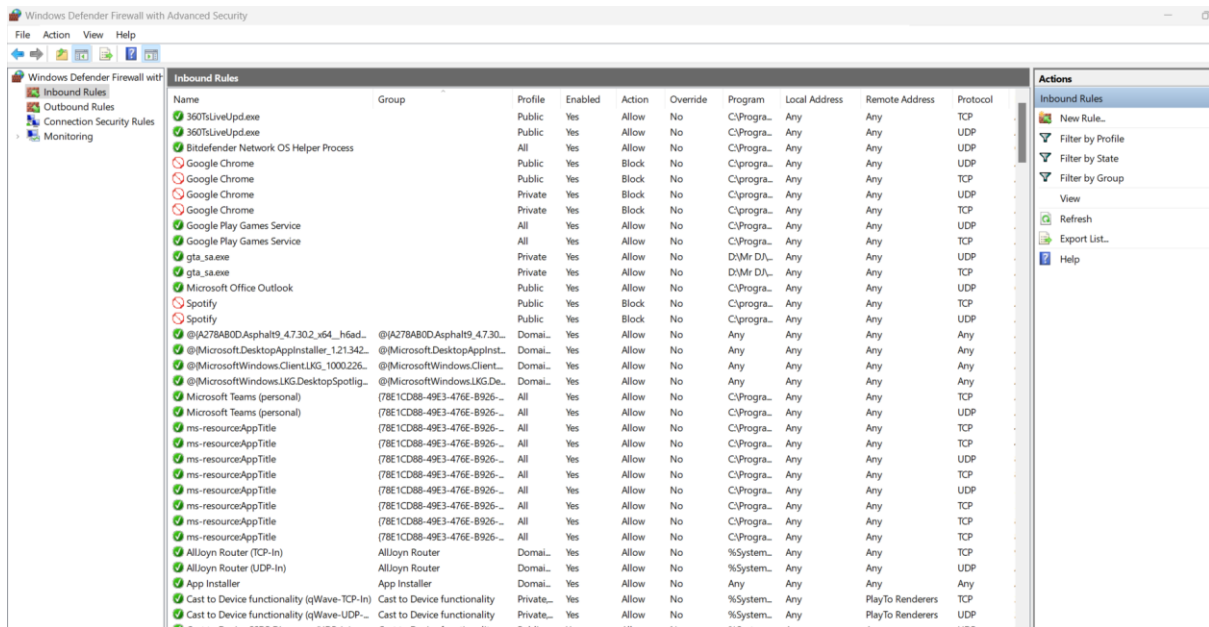 Windows Defender Firewall with Advanced Security
File Action View Help
Windows Defender Firewall with
Inbound Rules
Outbound Rules
Connection Security Rules
Monitoring
Inbound Rules
Name Group Profile Enabled Action Override Program Local Address Remote Address Protocol
360TsLiveUpd.exe Public Yes Allow No C:\Progra... Any Any TCP
360TsLiveUpd.exe Public Yes Allow No C:\Progra... Any Any UDP
Bitdefender Network OS Helper Process All Yes Allow No C:\Progra... Any Any UDP
Google Chrome Public Yes Block No C:\progra... Any Any UDP
Google Chrome Public Yes Block No C:\progra... Any Any TCP
Google Chrome Private Yes Block No C:\progra... Any Any UDP
Google Chrome Private Yes Block No C:\progra... Any Any TCP
Google Play Games Service All Yes Allow No C:\Progra... Any Any UDP
Google Play Games Service All Yes Allow No C:\Progra... Any Any TCP
gta_sa.exe Private Yes Allow No D:\Mr DJ\... Any Any UDP
gta_sa.exe Private Yes Allow No D:\Mr DJ\... Any Any TCP
Microsoft Office Outlook Public Yes Allow No C:\Progra... Any Any UDP
Spotify Public Yes Block No C:\progra... Any Any TCP
Spotify Public Yes Block No C:\progra... Any Any UDP
@{A278AB0D.Asphalt9_4.7.30.2_x64__h6ad... @{A278AB0D.Asphalt9_4.7.30... Domai... Yes Allow No Any Any Any Any
@{Microsoft.DesktopAppInstaller_1.21.342... @{Microsoft.DesktopAppInst... Domai... Yes Allow No Any Any Any Any
@{MicrosoftWindows.Client.LKG_1000.226... @{MicrosoftWindows.Client.... Domai... Yes Allow No Any Any Any Any
@{MicrosoftWindows.LKG.DesktopSpotlig... @{MicrosoftWindows.LKG.De... Domai... Yes Allow No Any Any Any Any
Microsoft Teams (personal) {78E1CD88-49E3-476E-B926-... All Yes Allow No C:\Progra... Any Any TCP
Microsoft Teams (personal) {78E1CD88-49E3-476E-B926-... All Yes Allow No C:\Progra... Any Any UDP
ms-resource:AppTitle {78E1CD88-49E3-476E-B926-... All Yes Allow No C:\Progra... Any Any TCP
ms-resource:AppTitle {78E1CD88-49E3-476E-B926-... All Yes Allow No C:\Progra... Any Any TCP
ms-resource:AppTitle {78E1CD88-49E3-476E-B926-... All Yes Allow No C:\Progra... Any Any UDP
ms-resource:AppTitle {78E1CD88-49E3-476E-B926-... All Yes Allow No C:\Progra... Any Any TCP
ms-resource:AppTitle {78E1CD88-49E3-476E-B926-... All Yes Allow No C:\Progra... Any Any UDP
ms-resource:AppTitle {78E1CD88-49E3-476E-B926-... All Yes Allow No C:\Progra... Any Any TCP
ms-resource:AppTitle {78E1CD88-49E3-476E-B926-... All Yes Allow No C:\Progra... Any Any UDP
ms-resource:AppTitle {78E1CD88-49E3-476E-B926-... All Yes Allow No C:\Progra... Any Any TCP
AllJoyn Router (TCP-In) AllJoyn Router Domai... Yes Allow No %System... Any Any TCP
AllJoyn Router (UDP-In) AllJoyn Router Domai... Yes Allow No %System... Any Any UDP
App Installer App Installer Domai... Yes Allow No Any Any Any Any
Cast to Device functionality (qWave-TCP-In) Cast to Device functionality Private,... Yes Allow No %System... Any PlayTo Renderers TCP
Cast to Device functionality (qWave-UDP-... Cast to Device functionality Private,... Yes Allow No %System... Any PlayTo Renderers UDP
Actions
Inbound Rules
New Rule...
Filter by Profile
Filter by State
Filter by Group
View
Refresh
Export List...
Help